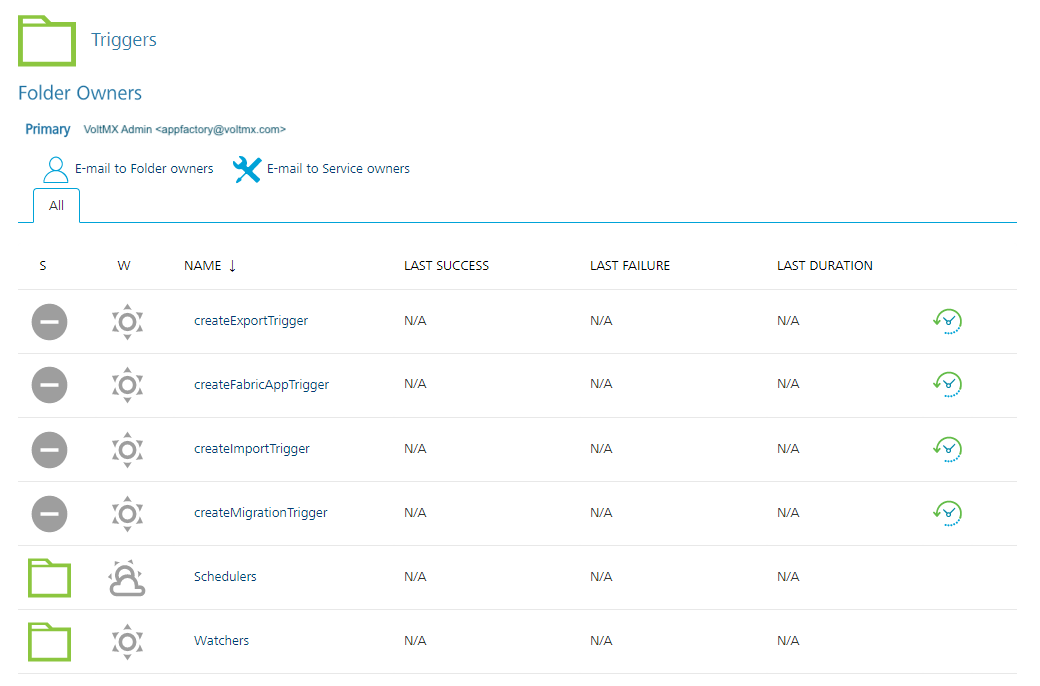 Triggers
Folder Owners
Primary VoltMX Admin <appfactory@voltmx.com>
E-mail to Folder owners E-mail to Service owners
All
S W NAME ↓ LAST SUCCESS LAST FAILURE LAST DURATION
createExportTrigger N/A N/A N/A
createFabricAppTrigger N/A N/A N/A
createImportTrigger N/A N/A N/A
createMigrationTrigger N/A N/A N/A
Schedulers N/A N/A N/A
Watchers N/A N/A N/A